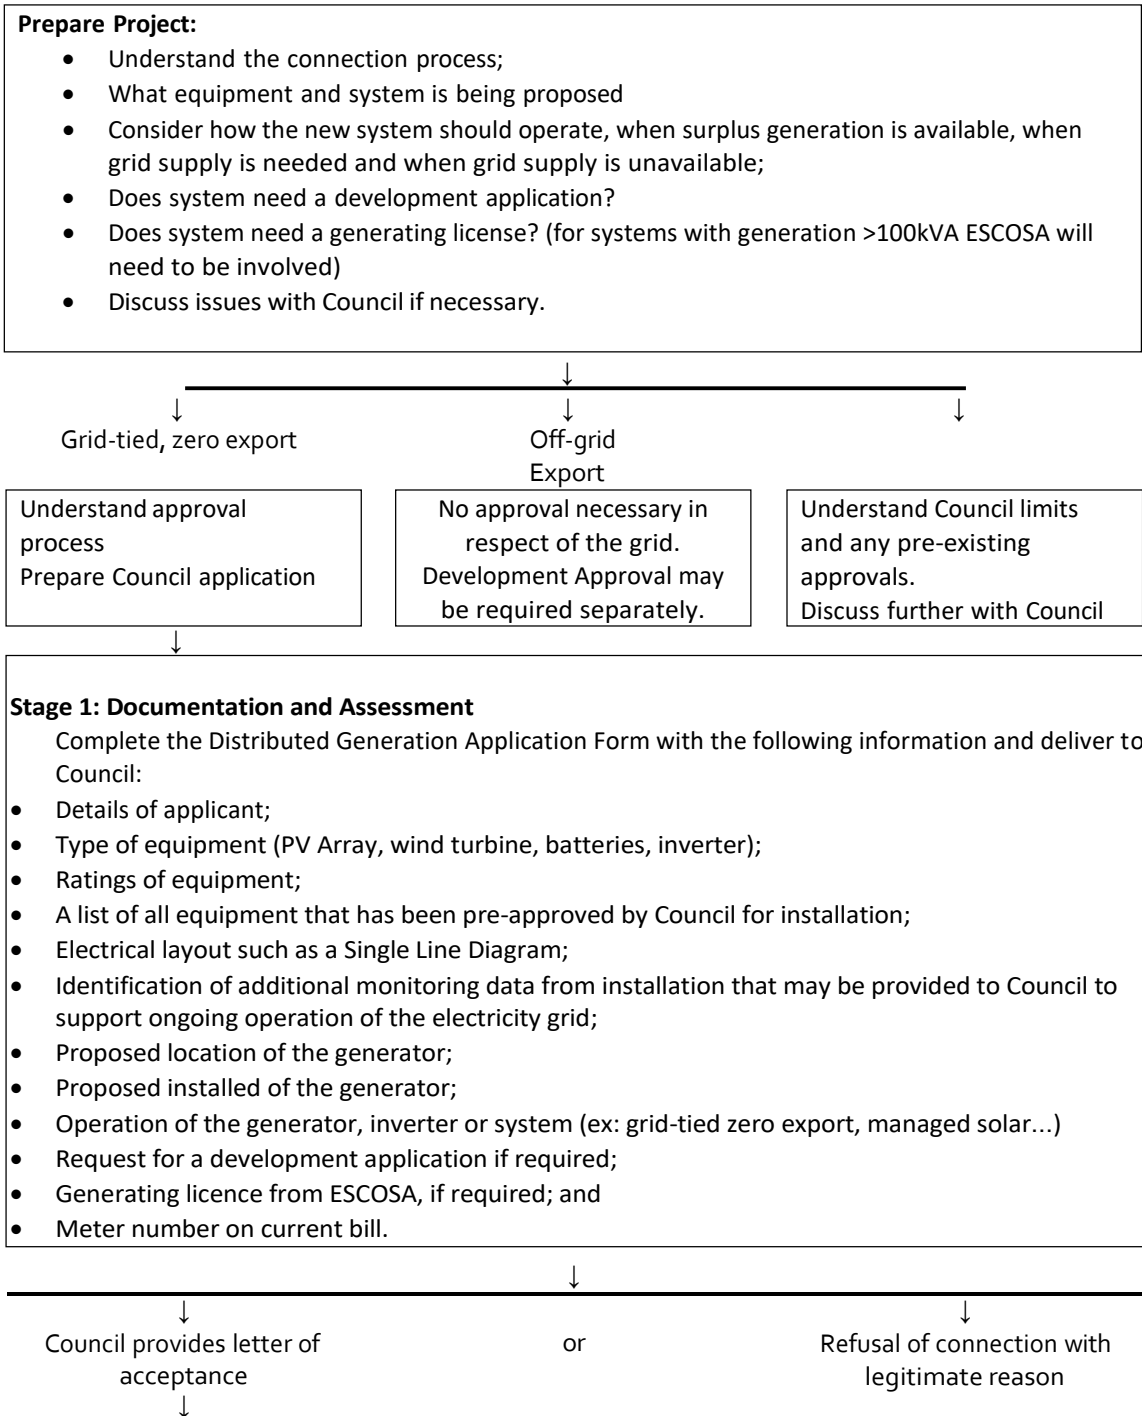 Prepare Project:
• Understand the connection process;
• What equipment and system is being proposed
• Consider how the new system should operate, when surplus generation is available, when
grid supply is needed and when grid supply is unavailable;
• Does system need a development application?
• Does system need a generating license? (for systems with generation >100kVA ESCOSA will
need to be involved)
• Discuss issues with Council if necessary.
↓
↓ ↓ ↓
Grid-tied, zero export
Off-grid
Export
Understand approval
process
Prepare Council application
No approval necessary in
respect of the grid.
Development Approval may
be required separately.
Understand Council limits
and any pre-existing
approvals.
Discuss further with Council
↓
Stage 1: Documentation and Assessment
Complete the Distributed Generation Application Form with the following information and deliver to
Council:
• Details of applicant;
• Type of equipment (PV Array, wind turbine, batteries, inverter);
• Ratings of equipment;
• A list of all equipment that has been pre-approved by Council for installation;
• Electrical layout such as a Single Line Diagram;
• Identification of additional monitoring data from installation that may be provided to Council to
support ongoing operation of the electricity grid;
• Proposed location of the generator;
• Proposed installed of the generator;
• Operation of the generator, inverter or system (ex: grid-tied zero export, managed solar...)
• Request for a development application if required;
• Generating licence from ESCOSA, if required; and
• Meter number on current bill.
↓
↓ ↓
Council provides letter of
acceptance
or
Refusal of connection with
legitimate reason
↓